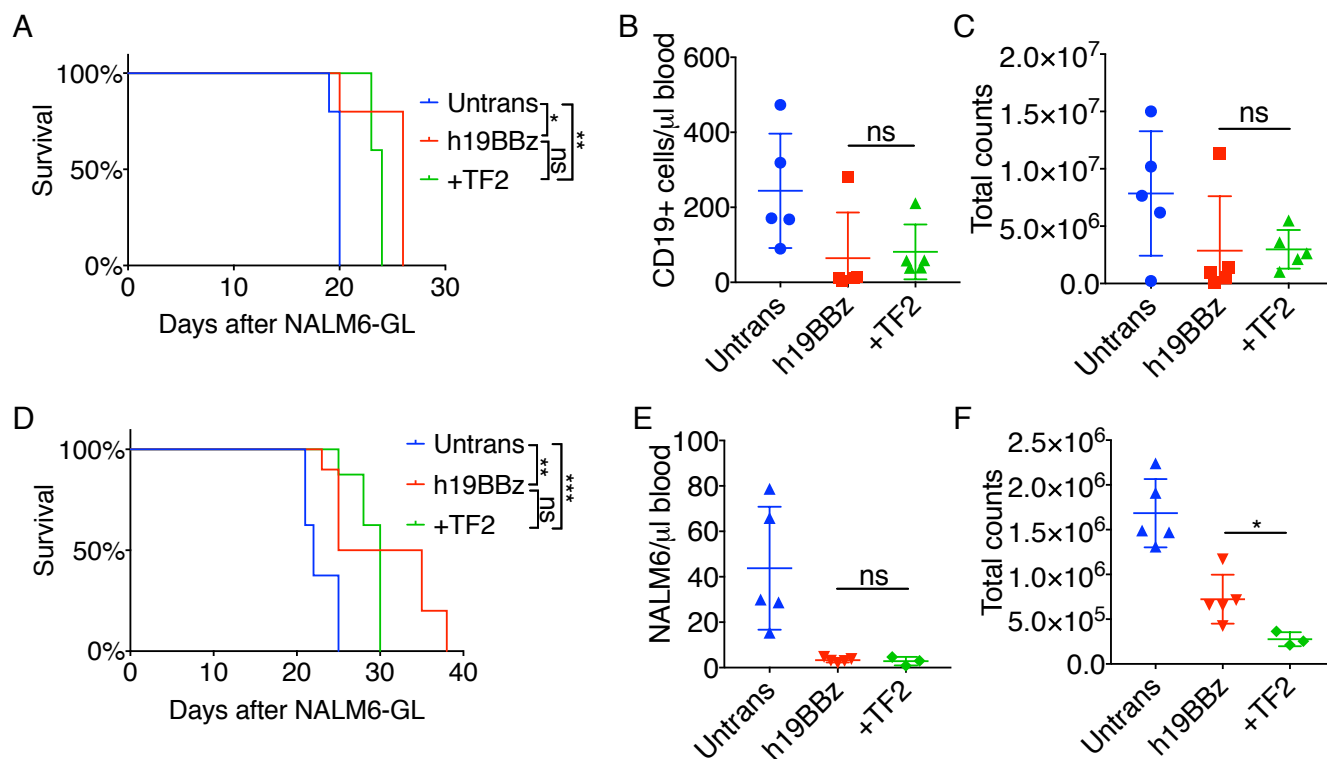 A
100%
50%
0%
Survival
0 10 20 30
Days after NALM6-GL
Untrans
h19BBz
+TF2
*
**
ns
B
600
400
200
0
CD19+ cells/μl blood
ns
Untrans
h19BBz
+TF2
C
2.0×10⁷
1.5×10⁷
1.0×10⁷
5.0×10⁶
0.0
Total counts
ns
Untrans
h19BBz
+TF2
D
100%
50%
0%
Survival
0 10 20 30 40
Days after NALM6-GL
Untrans
h19BBz
+TF2
**
***
ns
E
100
80
60
40
20
0
NALM6/μl blood
ns
Untrans
h19BBz
+TF2
F
2.5×10⁶
2.0×10⁶
1.5×10⁶
1.0×10⁶
5.0×10⁵
0.0
Total counts
*
Untrans
h19BBz
+TF2